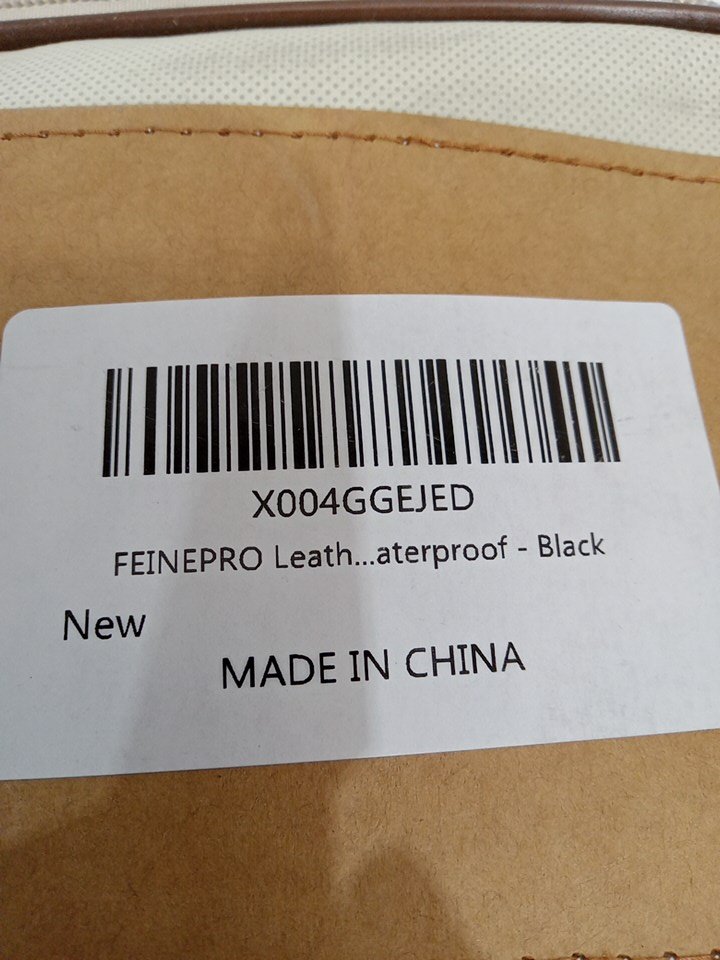 X004GGEJED
FEINEPRO Leath...aterproof - Black
New
MADE IN CHINA